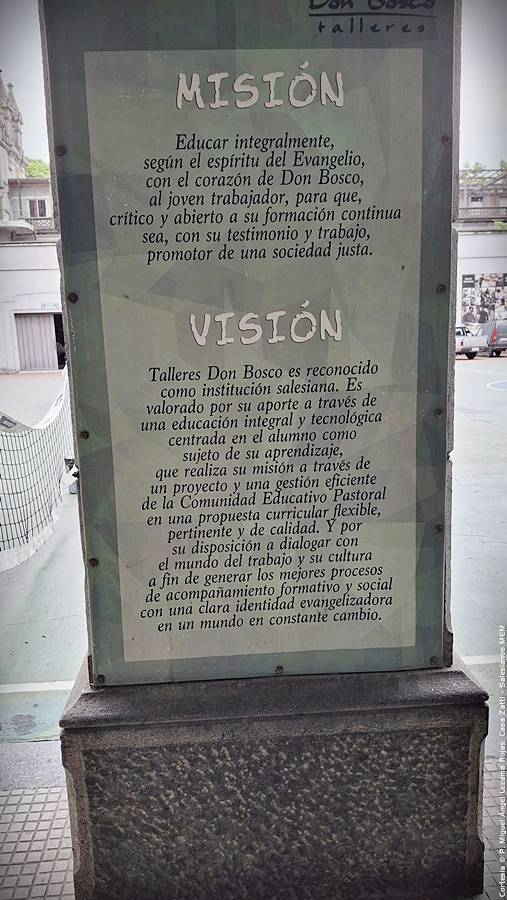 Don Bosco
talleres
MISIÓN
Educar integralmente,
según el espíritu del Evangelio,
con el corazón de Don Bosco,
al joven trabajador, para que,
crítico y abierto a su formación continua
sea, con su testimonio y trabajo,
promotor de una sociedad justa.
VISIÓN
Talleres Don Bosco es reconocido
como institución salesiana. Es
valorado por su aporte a través de
una educación integral y tecnológica
centrada en el alumno como
sujeto de su aprendizaje,
que realiza su misión a través de
un proyecto y una gestión eficiente
de la Comunidad Educativo Pastoral
en una propuesta curricular flexible,
pertinente y de calidad. Y por
su disposición a dialogar con
el mundo del trabajo y su cultura
a fin de generar los mejores procesos
de acompañamiento formativo y social
con una clara identidad evangelizadora
en un mundo en constante cambio.
Cortesía © P. Miguel Ángel Lezama Rojas. Casa Zatti - Salesianos MEM